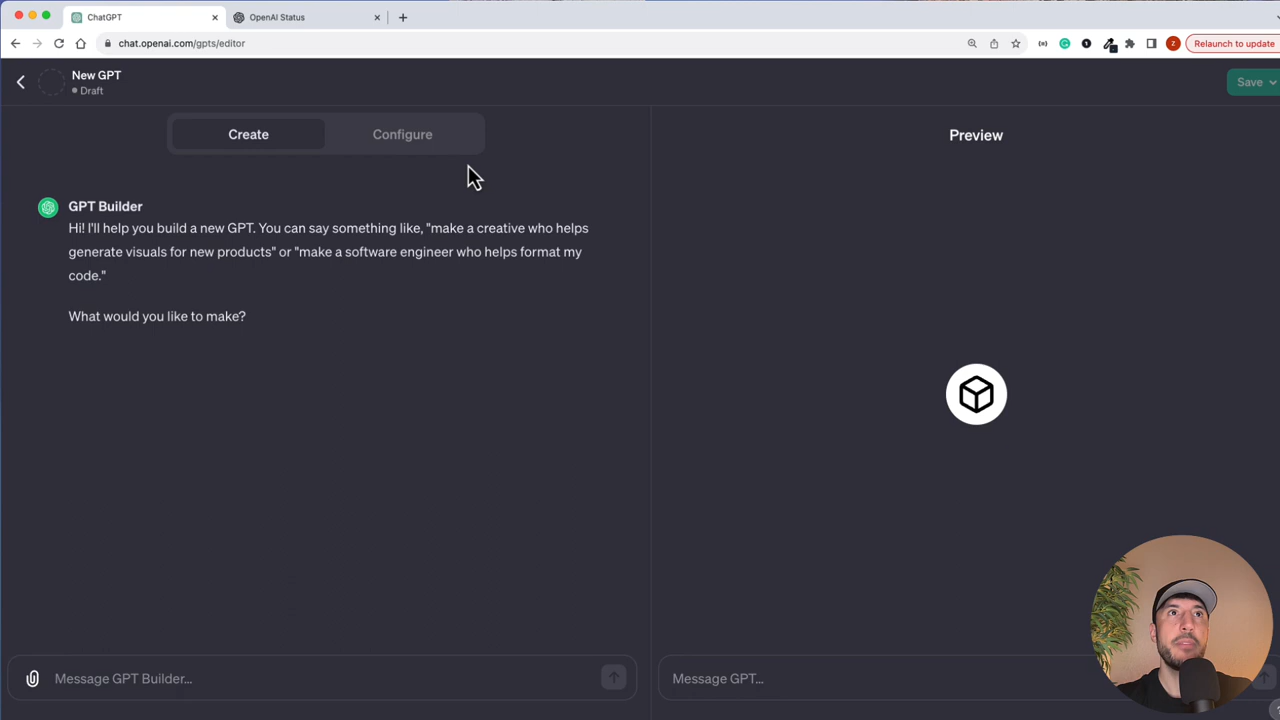 ChatGPT
OpenAI Status
chat.openai.com/gpts/editor
Relaunch to update
New GPT
Draft
Save
Create
Configure
Preview
GPT Builder
Hi! I'll help you build a new GPT. You can say something like, "make a creative who helps
generate visuals for new products" or "make a software engineer who helps format my
code."
What would you like to make?
Message GPT Builder...
Message GPT...